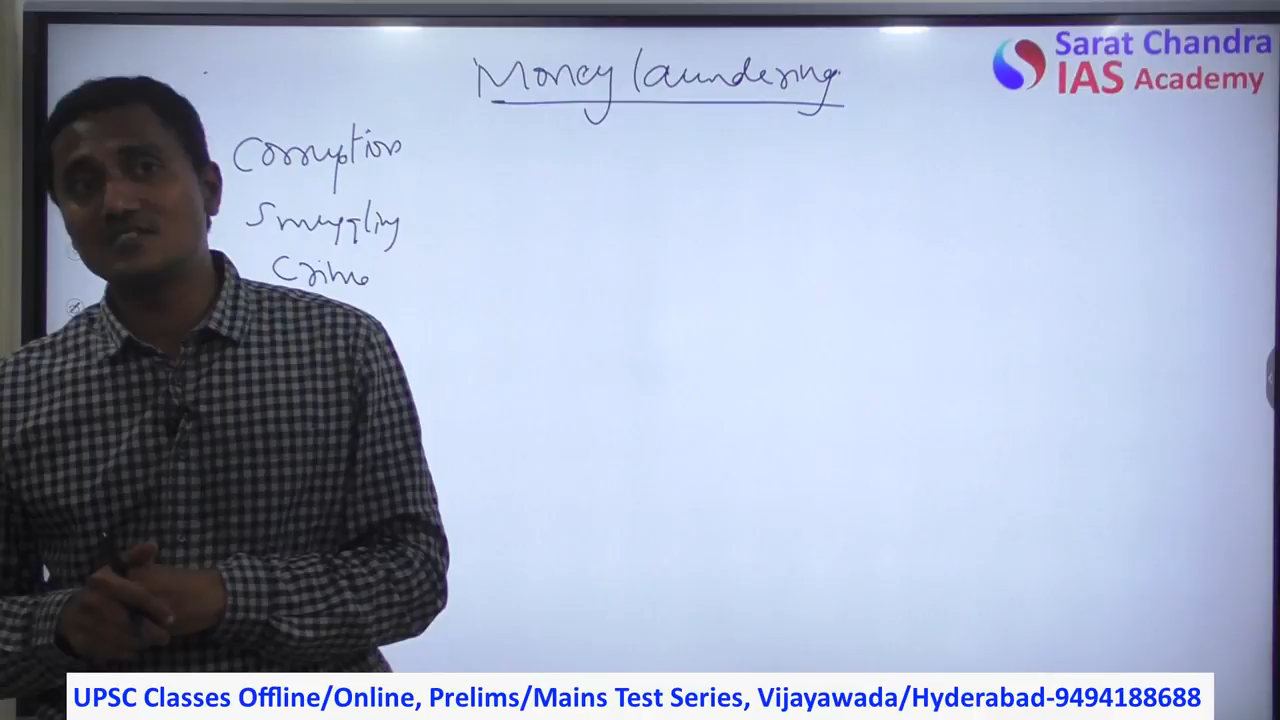 Money laundering
Sarat Chandra
IAS Academy
Corruption
Smuggling
Crime
UPSC Classes Offline/Online, Prelims/Mains Test Series, Vijayawada/Hyderabad-9494188688